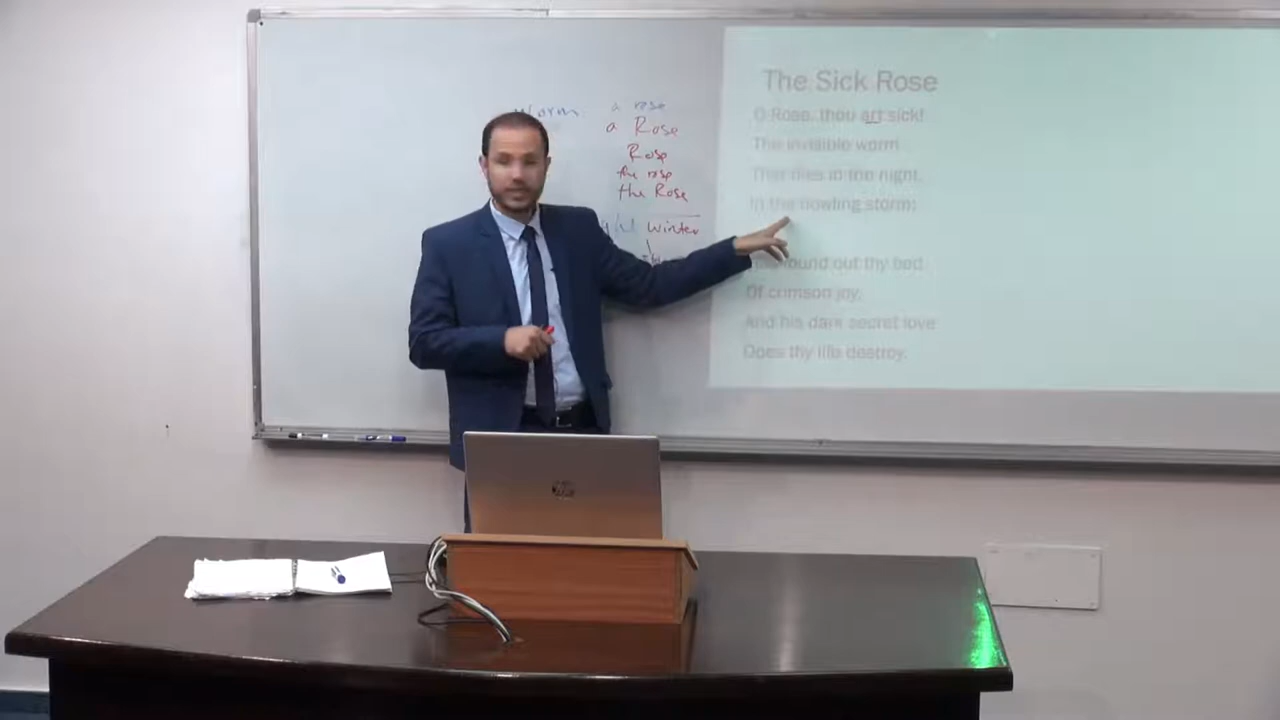 Worm. a rose
a Rose
Rose
the rose
the Rose
winter
The Sick Rose
O Rose, thou art sick!
The invisible worm
That flies in the night,
In the howling storm:
found out thy bed
Of crimson joy,
And his dark secret love
Does thy life destroy.
hp